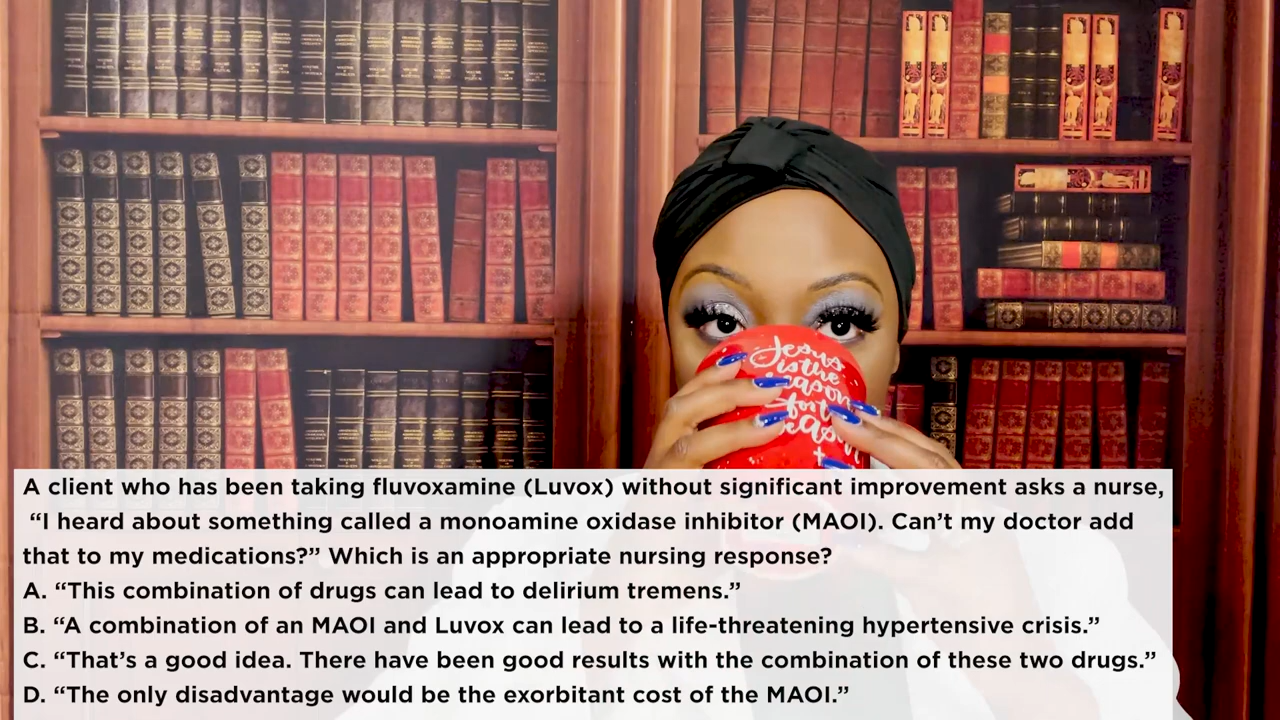 Jesus
is the
eason
for t
eason
A client who has been taking fluvoxamine (Luvox) without significant improvement asks a nurse,
“I heard about something called a monoamine oxidase inhibitor (MAOI). Can’t my doctor add
that to my medications?” Which is an appropriate nursing response?
A. “This combination of drugs can lead to delirium tremens.”
B. “A combination of an MAOI and Luvox can lead to a life-threatening hypertensive crisis.”
C. “That’s a good idea. There have been good results with the combination of these two drugs.”
D. “The only disadvantage would be the exorbitant cost of the MAOI.”